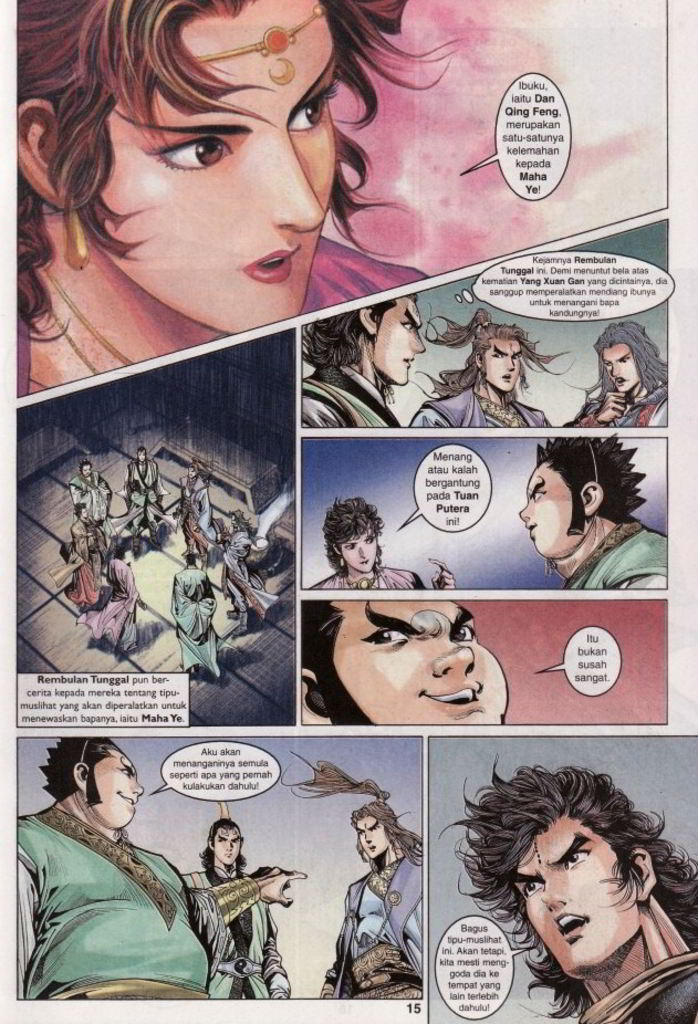 Ibuku,
iaitu Dan
Qing Feng,
merupakan
satu-satunya
kelemahan
kepada
Maha
Ye!
Kejamnya Rembulan
Tunggal ini. Demi menuntut bela atas
kematian Yang Xuan Gan yang dicintainya, dia
sanggup memperalatkan mendiang ibunya
untuk menangani bapa
kandungnya!
Rembulan Tunggal pun ber-
cerita kepada mereka tentang tipu-
muslihat yang akan diperalatkan untuk
menewaskan bapanya, iaitu Maha Ye.
Menang
atau kalah
bergantung
pada Tuan
Putera
ini!
Itu
bukan
susah
sangat.
Aku akan
menanganinya semula
seperti apa yang pernah
kulakukan dahulu!
Bagus
tipu-muslihat
ini. Akan tetapi,
kita mesti meng-
goda dia ke
tempat yang
lain terlebih
dahulu!
15